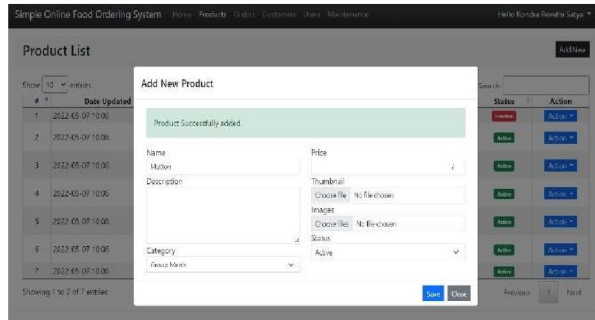 Simple Online Food Ordering System Home Products Orders Customers Users Maintenance Hello Kondaa Reeethi Satya
Product List
Add New
Show 10 entries
Search:
# Date Updated Status Action
Add New Product
Product Successfully added.
Name
Mutton
Price
Description
Thumbnail
Choose file No file chosen
Images
Choose files No file chosen
Status
Active
Category
Group Meals
Save Close
1 2022-05-07 10:06 Inactive Action
2 2022-05-07 10:06 Active Action
3 2022-05-07 10:06 Active Action
4 2022-05-07 10:06 Active Action
5 2022-05-07 10:06 Active Action
6 2022-05-07 10:06 Active Action
7 2022-05-07 10:06 Active Action
Showing 1 to 7 of 7 entries
Previous 1 Next